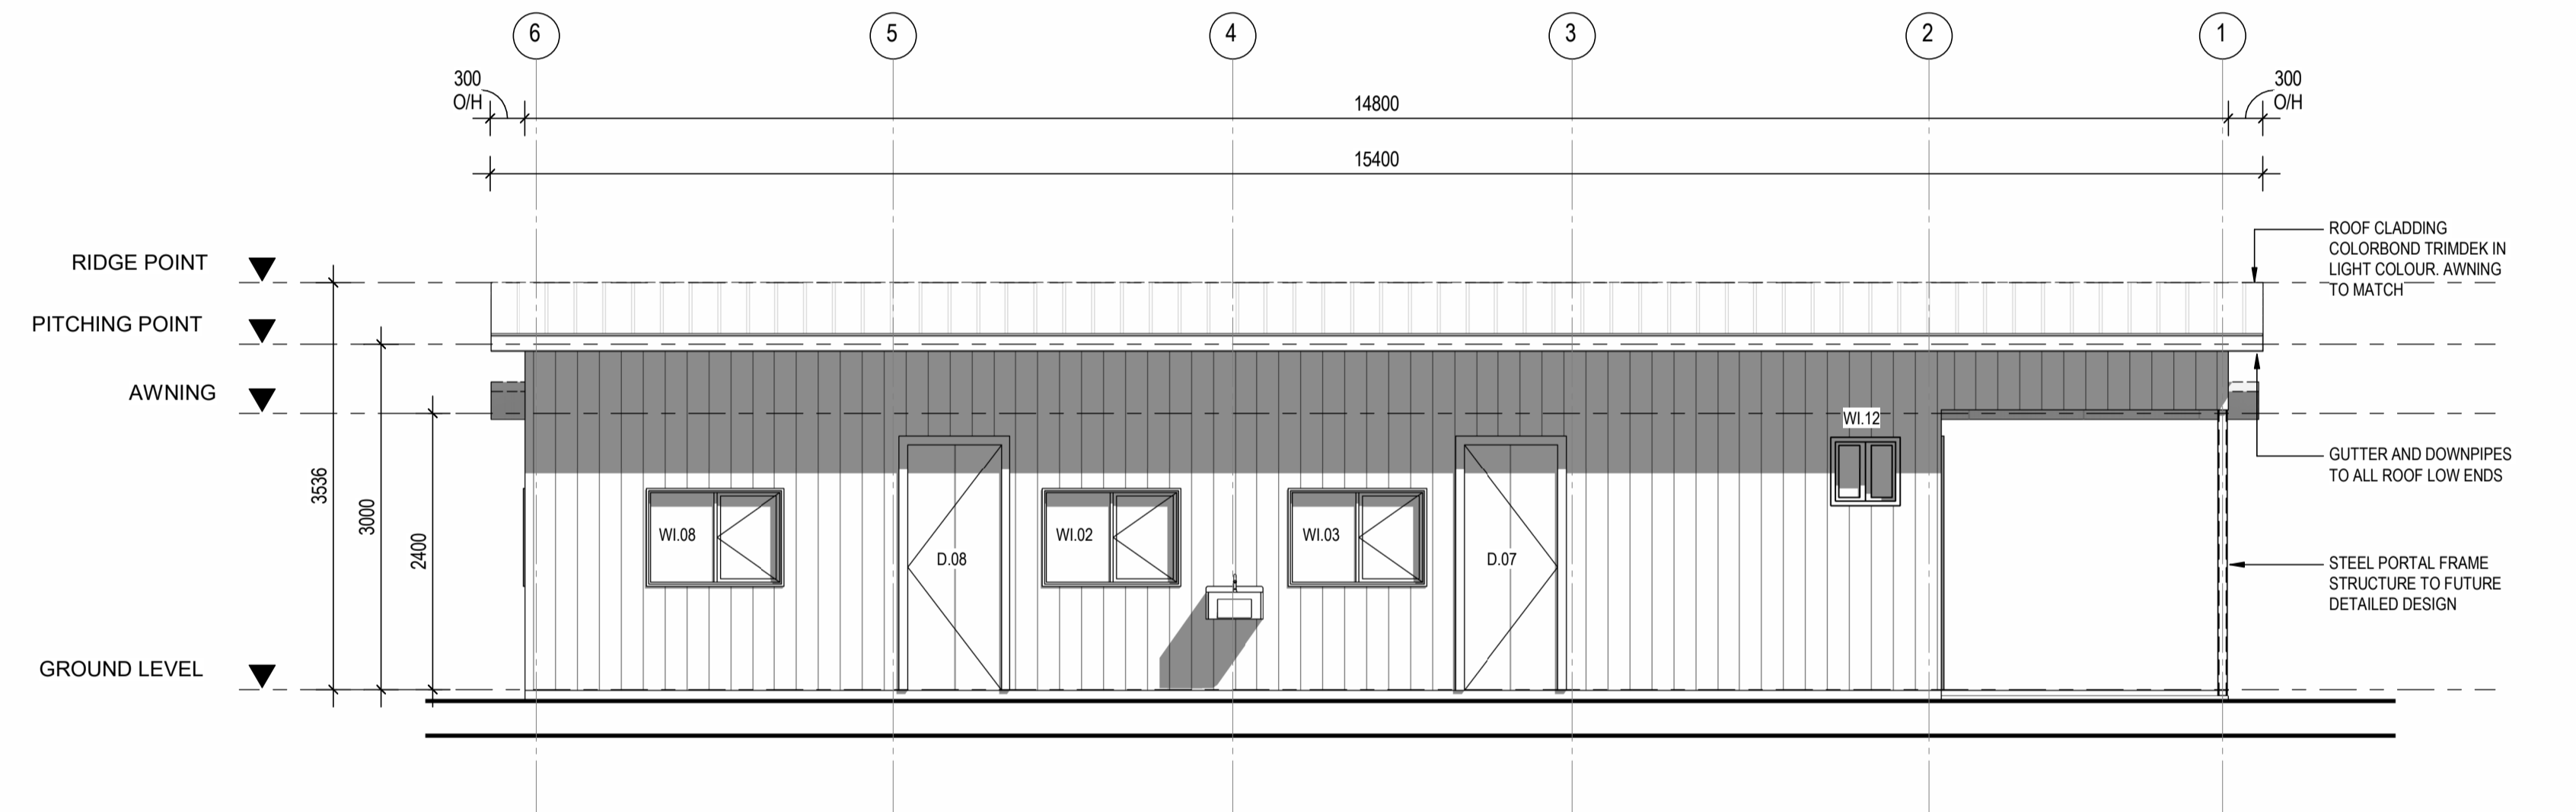 6
5
4
3
2
1
300
O/H
14800
300
O/H
15400
RIDGE POINT
PITCHING POINT
AWNING
GROUND LEVEL
3536
3000
2400
WI.08
D.08
WI.02
WI.03
D.07
WI.12
ROOF CLADDING
COLORBOND TRIMDEK IN
LIGHT COLOUR. AWNING
TO MATCH
GUTTER AND DOWNPIPES
TO ALL ROOF LOW ENDS
STEEL PORTAL FRAME
STRUCTURE TO FUTURE
DETAILED DESIGN